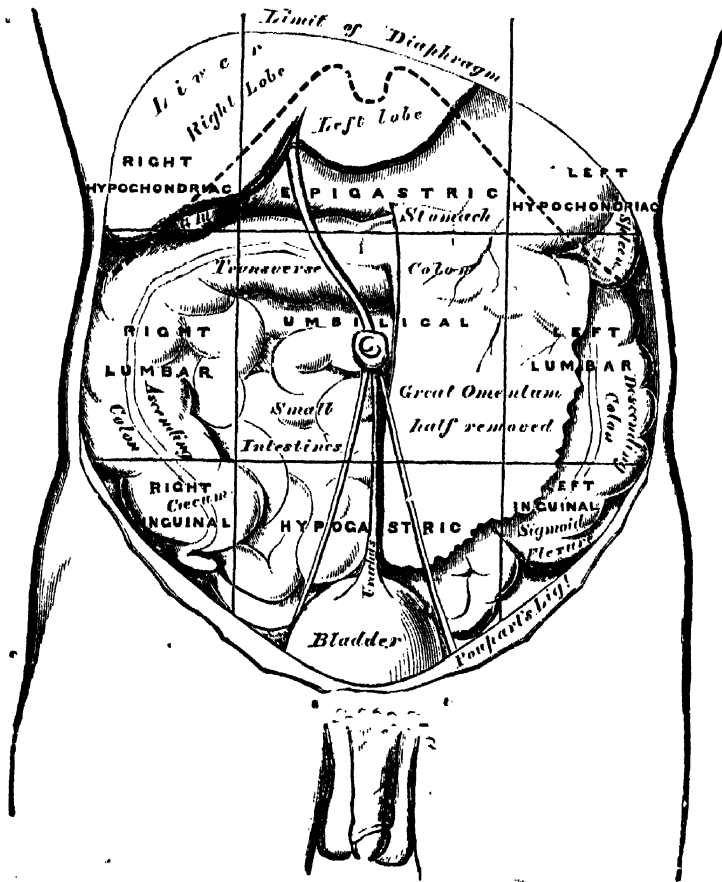 Limit of Diaphragm
Liver
Right Lobe
Left lobe
RIGHT
HYPOCHONDRIAC
EPIGASTRIC
LEFT
HYPOCHONDRIAC
Stomach
Spleen
Transverse Colon
UMBILICAL
RIGHT
LUMBAR
LEFT
LUMBAR
Ascending
Colon
Great Omentum
half removed
Small
Intestines
Descending
Colon
RIGHT
Cæcum
INGUINAL
HYPOGASTRIC
LEFT
INGUINAL
Sigmoid
Flexure
Urachus
Bladder
Poupart's Ligt